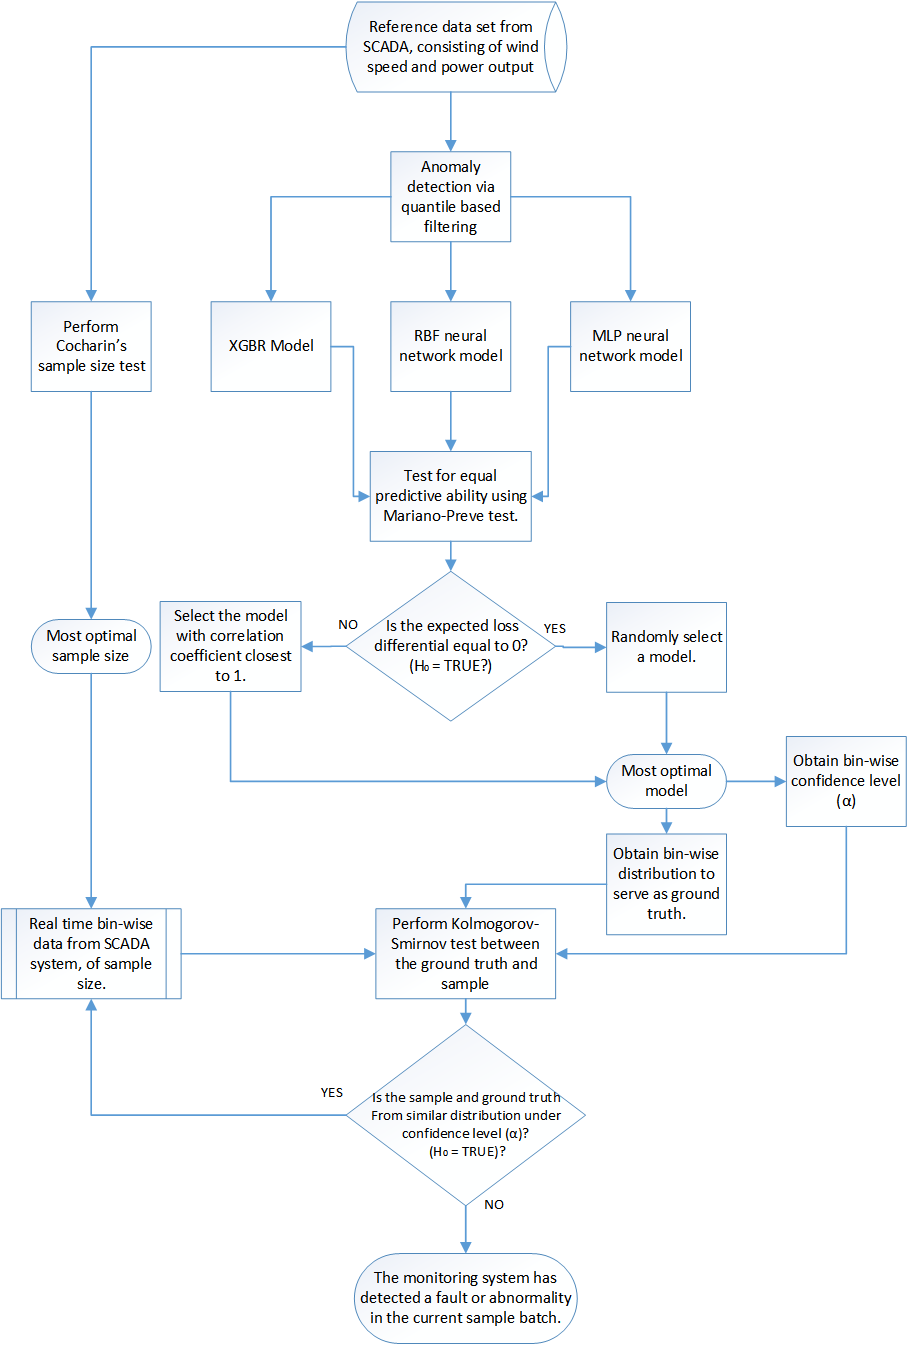 Reference data set from
SCADA, consisting of wind
speed and power output
Anomaly
detection via
quantile based
filtering
Perform
Cocharin’s
sample size test
XGBR Model
RBF neural
network model
MLP neural
network model
Test for equal
predictive ability using
Mariano-Preve test.
Is the expected loss
differential equal to 0?
(H₀ = TRUE?)
NO
YES
Select the model
with correlation
coefficient closest
to 1.
Randomly select
a model.
Most optimal
sample size
Most optimal
model
Obtain bin-wise
confidence level
(α)
Obtain bin-wise
distribution to
serve as ground
truth.
Real time bin-wise
data from SCADA
system, of sample
size.
Perform Kolmogorov-
Smirnov test between
the ground truth and
sample
Is the sample and ground truth
From similar distribution under
confidence level (α)?
(H₀ = TRUE)?
YES
NO
The monitoring system has
detected a fault or abnormality
in the current sample batch.